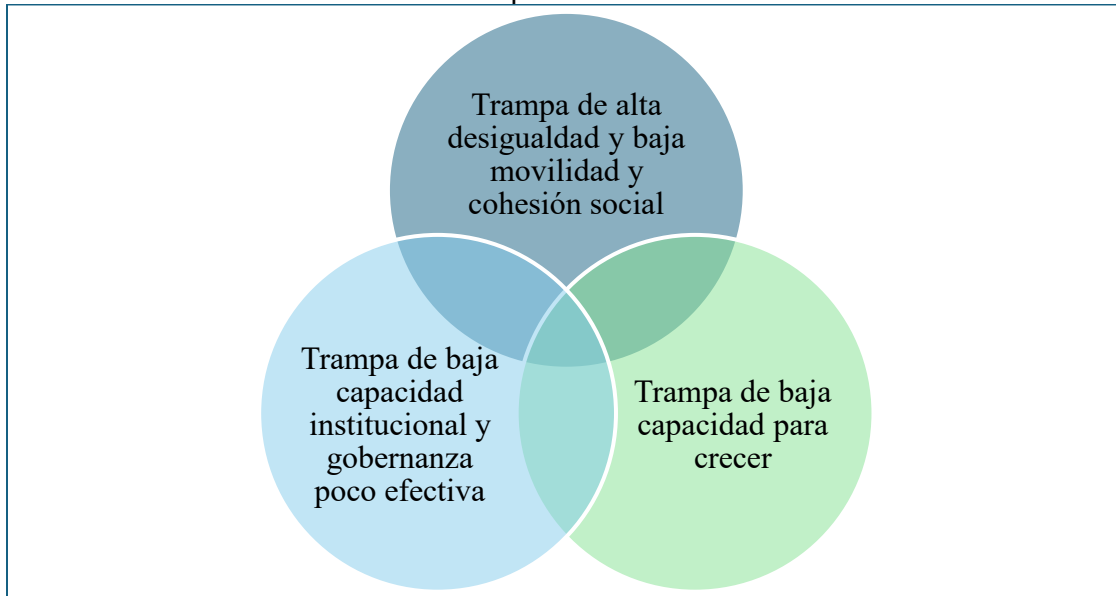 Trampa de alta
desigualdad y baja
movilidad y
cohesión social
Trampa de baja
capacidad
institucional y
gobernanza
poco efectiva
Trampa de baja
capacidad para
crecer